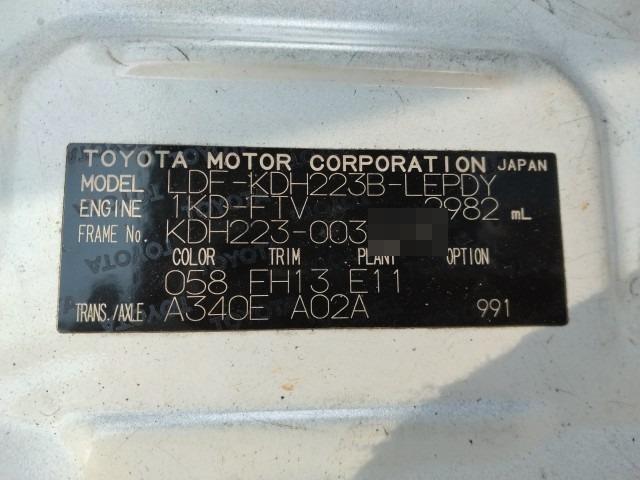 TOYOTA MOTOR CORPORATION JAPAN
MODEL LDF-KDH223B-LEPDY
ENGINE 1KD-FTV 2982 mL
FRAME No. KDH223-003
COLOR TRIM PLANT OPTION
058 FH13 E11
TRANS./AXLE A340E A02A 991